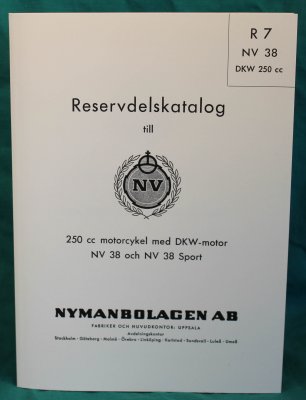 R 7
NV 38
DKW 250 cc
Reservdelskatalog
till
NV
250 cc motorcykel med DKW-motor
NV 38 och NV 38 Sport
NYMANBOLAGEN AB
FABRIKER OCH HUVUDKONTOR: UPPSALA
Avdelningskontor
Stockholm - Göteborg - Malmö - Örebro - Linköping - Karlstad - Sundsvall - Luleå - Umeå